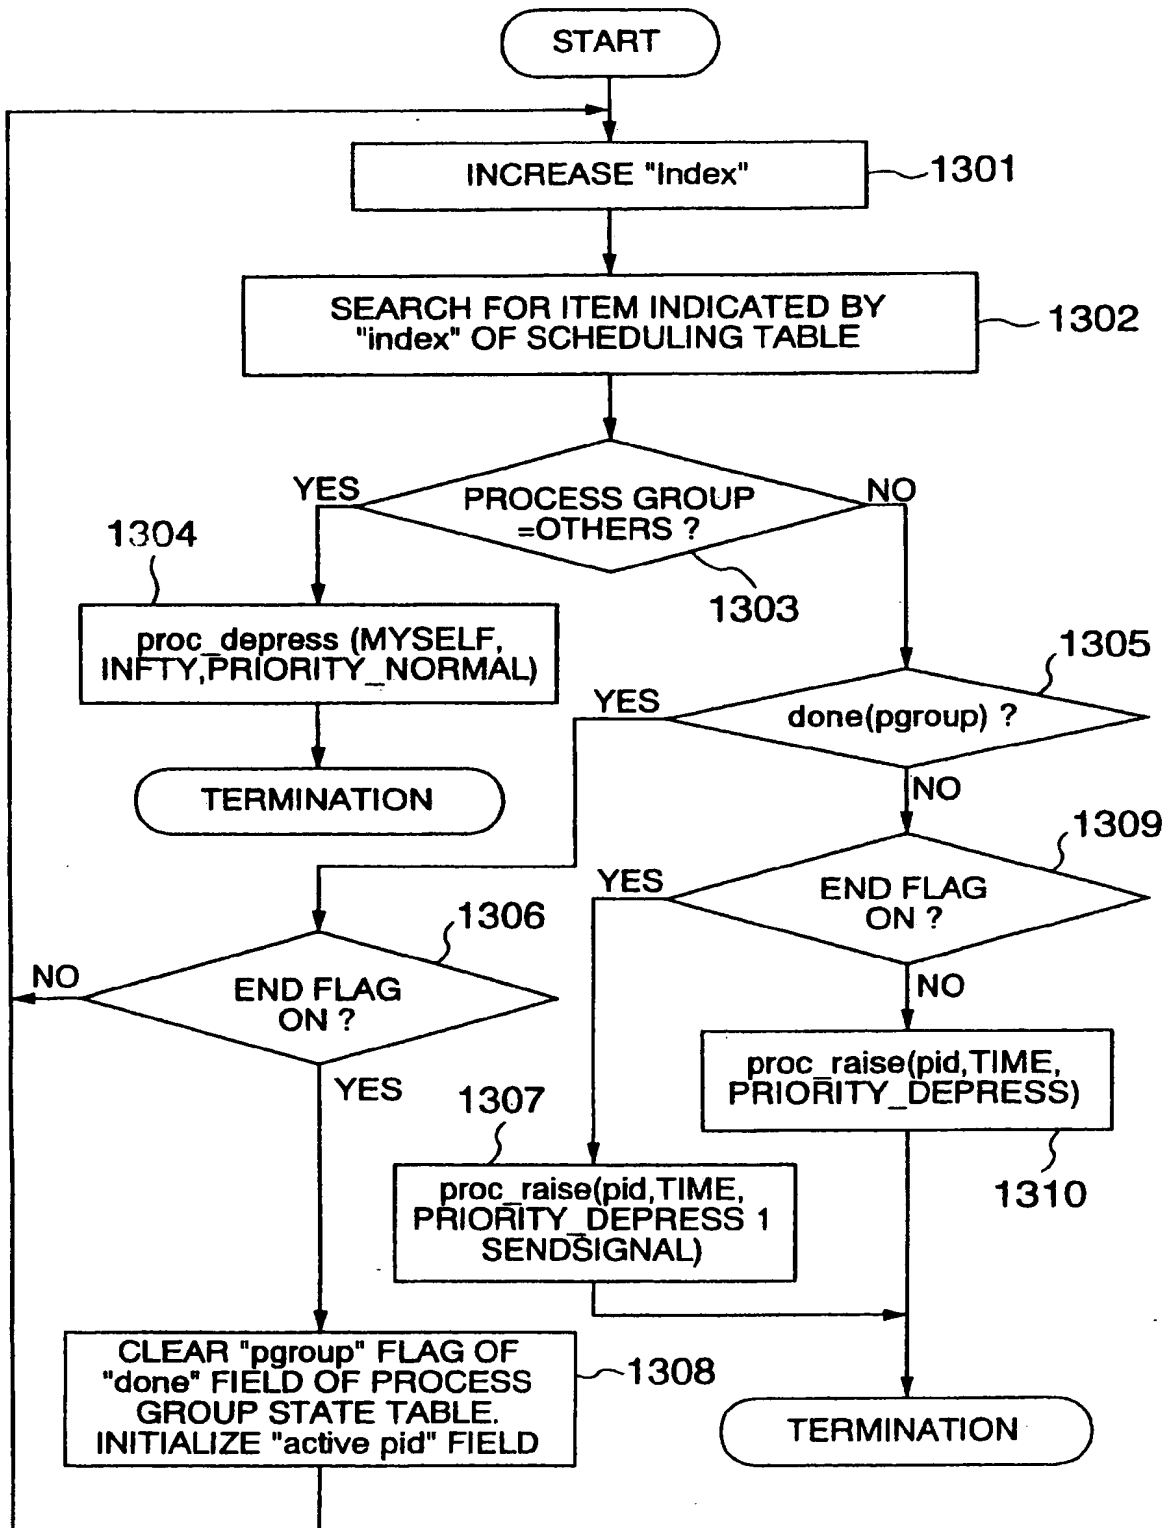 START
INCREASE "Index"
1301
SEARCH FOR ITEM INDICATED BY
"index" OF SCHEDULING TABLE
1302
YES
PROCESS GROUP
=OTHERS ?
NO
1303
1304
proc_depress (MYSELF,
INFTY,PRIORITY_NORMAL)
TERMINATION
1305
YES
done(pgroup) ?
NO
1309
YES
END FLAG
ON ?
NO
1306
NO
END FLAG
ON ?
YES
proc_raise(pid,TIME,
PRIORITY_DEPRESS)
1310
1307
proc_raise(pid,TIME,
PRIORITY_DEPRESS 1
SENDSIGNAL)
CLEAR "pgroup" FLAG OF
"done" FIELD OF PROCESS
GROUP STATE TABLE.
INITIALIZE "active pid" FIELD
1308
TERMINATION